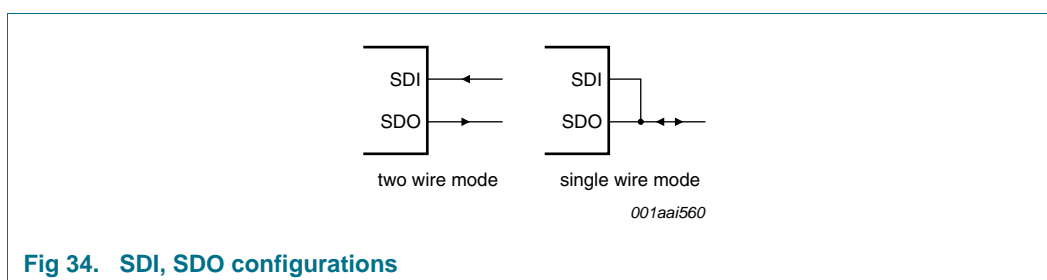 SDI
SDO
two wire mode
SDI
SDO
single wire mode
001aai560
Fig 34. SDI, SDO configurations